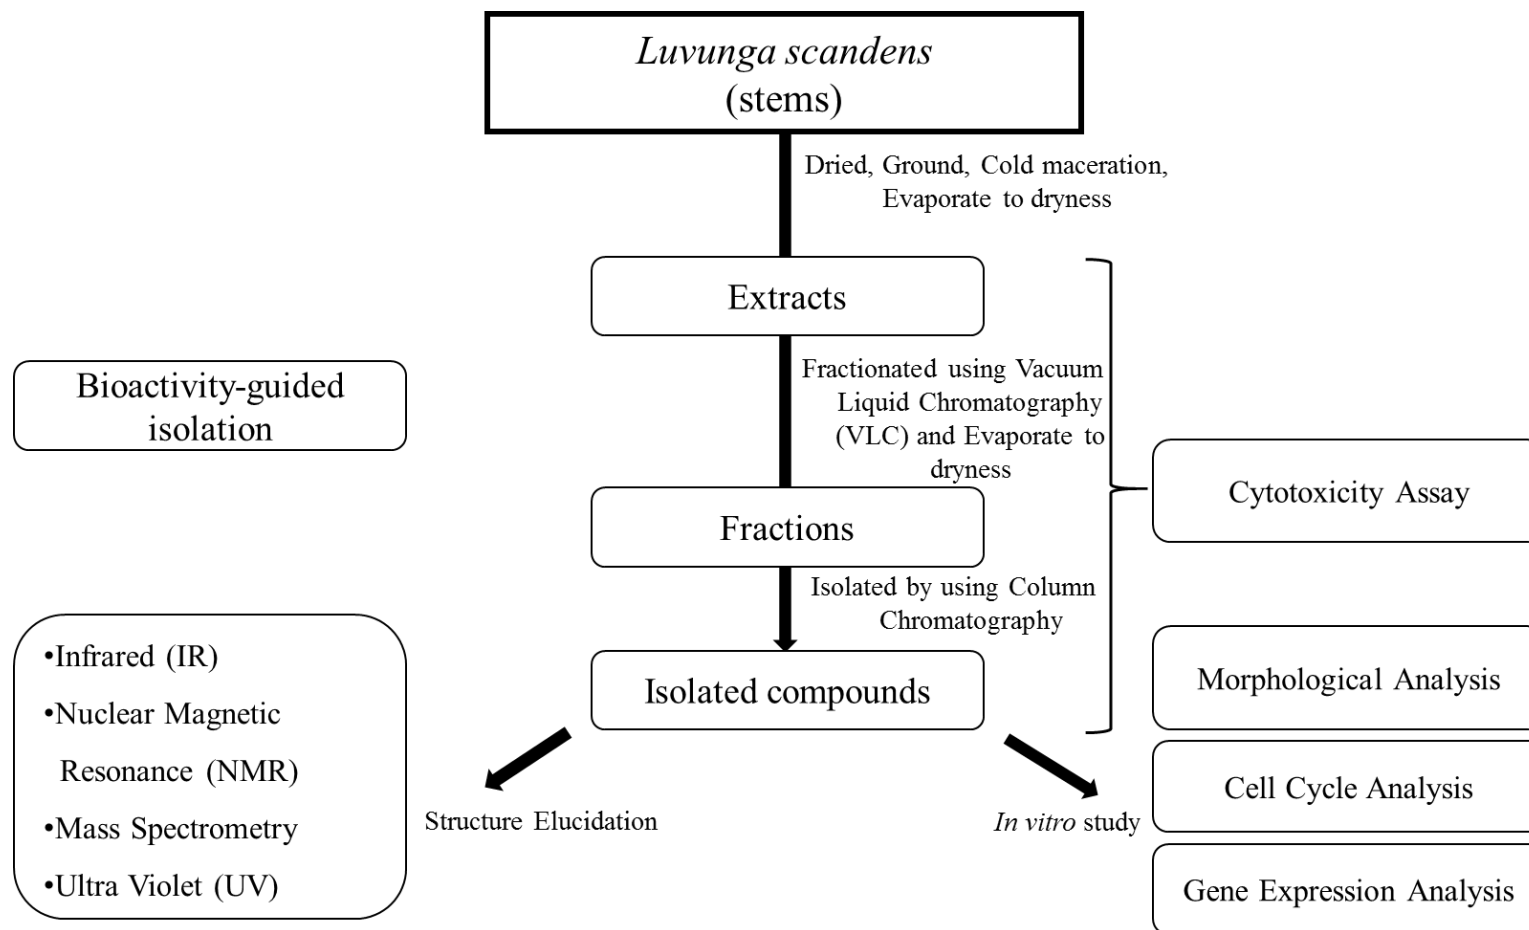 Luvunga scandens
(stems)
Dried, Ground, Cold maceration,
Evaporate to dryness
Extracts
Fractionated using Vacuum
Liquid Chromatography
(VLC) and Evaporate to
dryness
Bioactivity-guided
isolation
Cytotoxicity Assay
Fractions
Isolated by using Column
Chromatography
Isolated compounds
•Infrared (IR)
•Nuclear Magnetic
Resonance (NMR)
•Mass Spectrometry
•Ultra Violet (UV)
Structure Elucidation
In vitro study
Morphological Analysis
Cell Cycle Analysis
Gene Expression Analysis